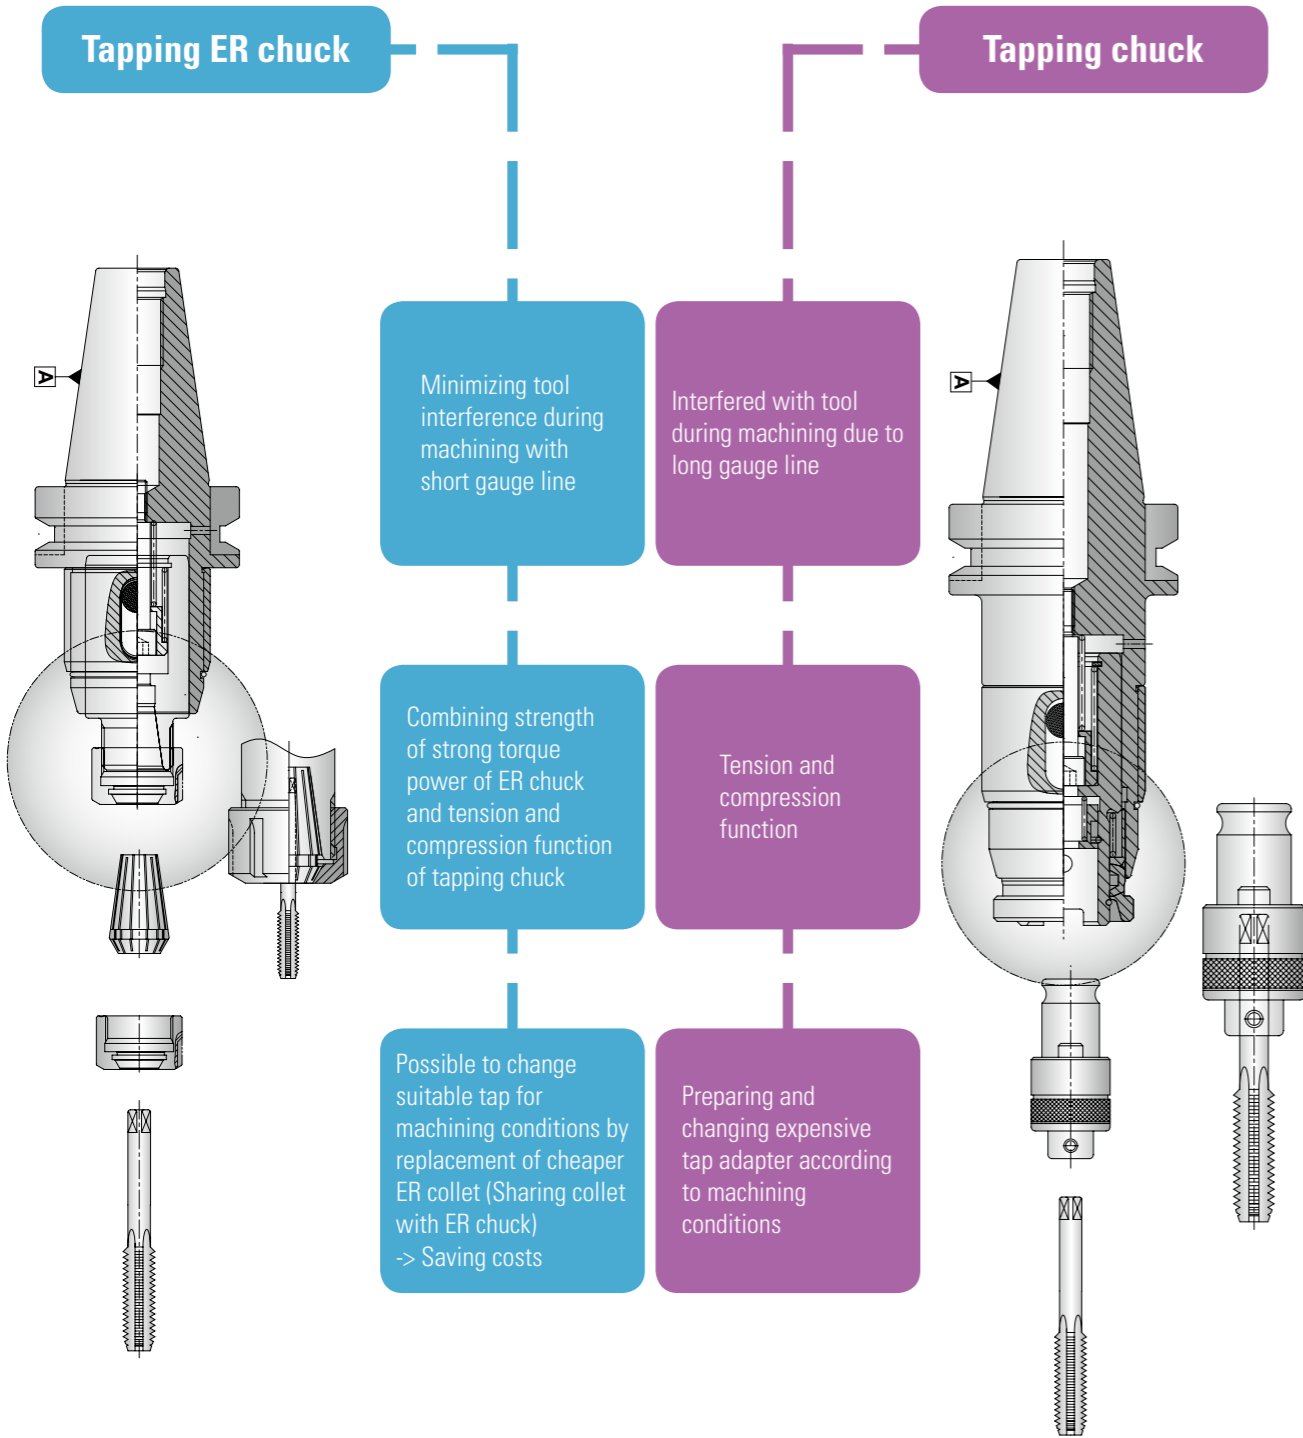 Tapping ER chuck
Tapping chuck
A
Minimizing tool
interference during
machining with
short gauge line
Interfered with tool
during machining due to
long gauge line
A
Combining strength
of strong torque
power of ER chuck
and tension and
compression function
of tapping chuck
Tension and
compression
function
Possible to change
suitable tap for
machining conditions by
replacement of cheaper
ER collet (Sharing collet
with ER chuck)
-> Saving costs
Preparing and
changing expensive
tap adapter according
to machining
conditions